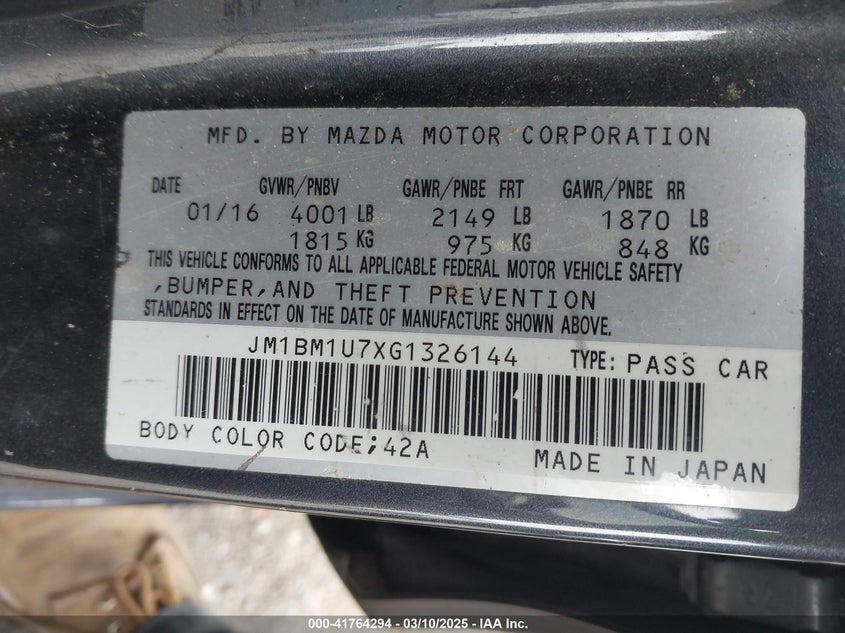 MFD. BY MAZDA MOTOR CORPORATION
DATE GVWR/PNBV GAWR/PNBE FRT GAWR/PNBE RR
01/16 4001 LB 2149 LB 1870 LB
1815 KG 975 KG 848 KG
THIS VEHICLE CONFORMS TO ALL APPLICABLE FEDERAL MOTOR VEHICLE SAFETY
,BUMPER,AND THEFT PREVENTION
STANDARDS IN EFFECT ON THE DATE OF MANUFACTURE SHOWN ABOVE.
JM1BM1U7XG1326144 TYPE: PASS CAR
BODY COLOR CODE;42A
MADE IN JAPAN
000-41764294 - 03/10/2025 - IAAI.com